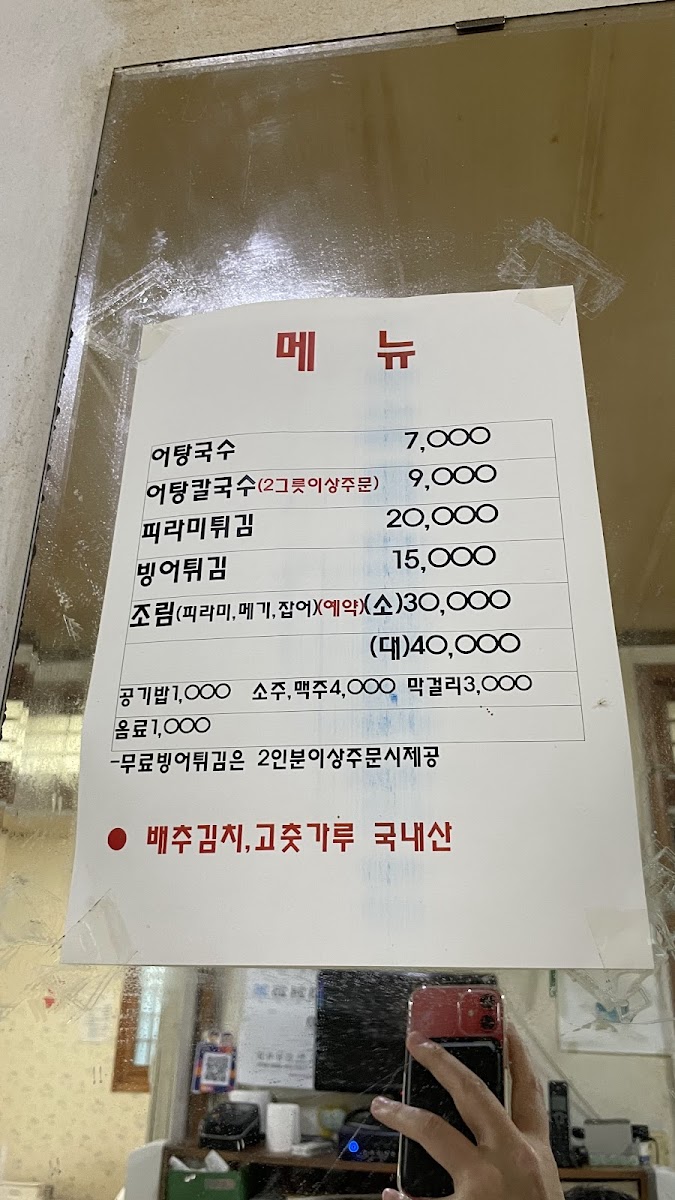 메 뉴
어탕국수 7,000
어탕칼국수(2그릇이상주문) 9,000
피라미튀김 20,000
빙어튀김 15,000
조림(피라미,메기,잡어)(예약)(소)30,000
(대)40,000
공기밥1,000 소주,맥주4,000 막걸리3,000
음료1,000
-무료빙어튀김은 2인분이상주문시제공
● 배추김치,고춧가루 국내산